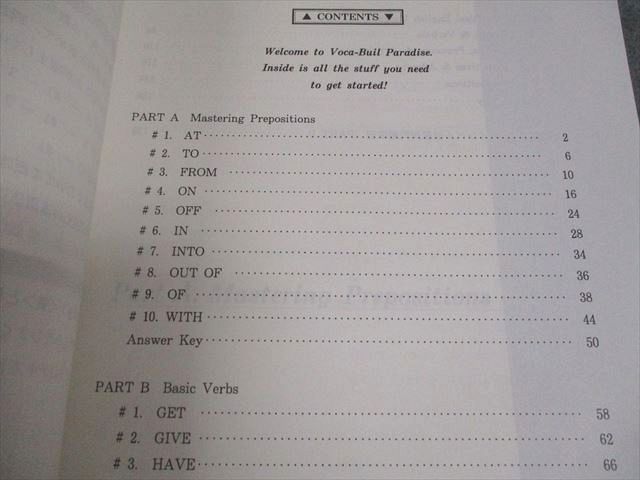 ▲ CONTENTS ▼
Welcome to Voca-Buil Paradise.
Inside is all the stuff you need
to get started!
PART A Mastering Prepositions
# 1. AT 2
# 2. TO 6
# 3. FROM 10
# 4. ON 16
# 5. OFF 24
# 6. IN 28
# 7. INTO 34
# 8. OUT OF 36
# 9. OF 38
# 10. WITH 44
Answer Key 50
PART B Basic Verbs
# 1. GET 58
# 2. GIVE 62
# 3. HAVE 66